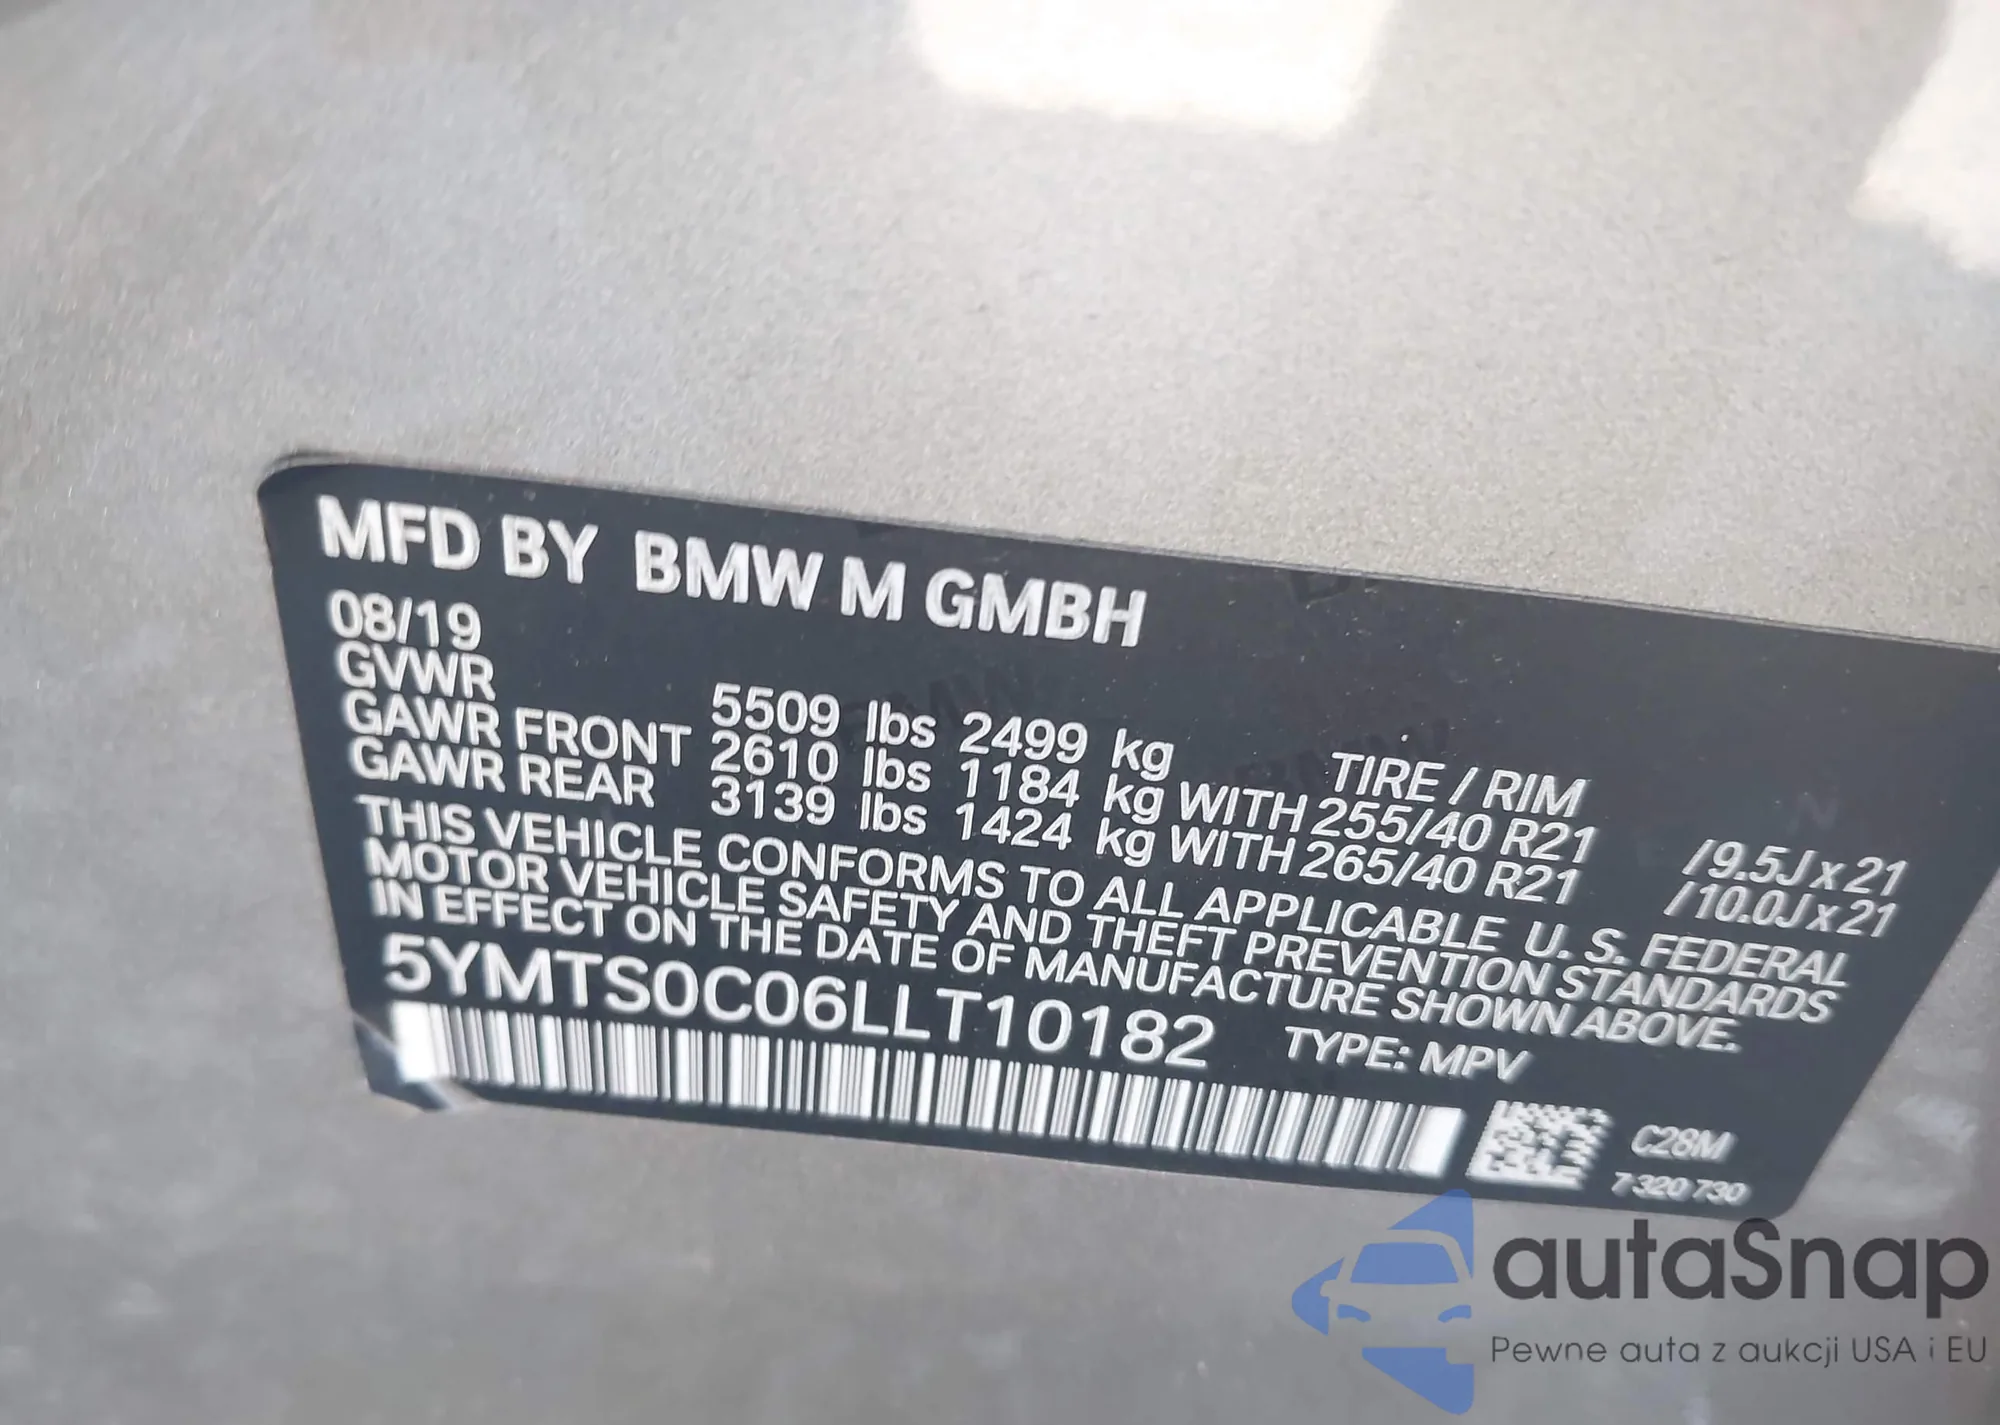 MFD BY BMW M GMBH
08/19
GVWR 5509 lbs 2499 kg TIRE / RIM
GAWR FRONT 2610 lbs 1184 kg WITH 255/40 R21 /9.5J x 21
GAWR REAR 3139 lbs 1424 kg WITH 265/40 R21 /10.0J x 21
THIS VEHICLE CONFORMS TO ALL APPLICABLE U. S. FEDERAL
MOTOR VEHICLE SAFETY AND THEFT PREVENTION STANDARDS
IN EFFECT ON THE DATE OF MANUFACTURE SHOWN ABOVE.
5YMTS0C06LLT10182 TYPE: MPV
C28M
7 320 730
autaSnap
Pewne auta z aukcji USA i EU